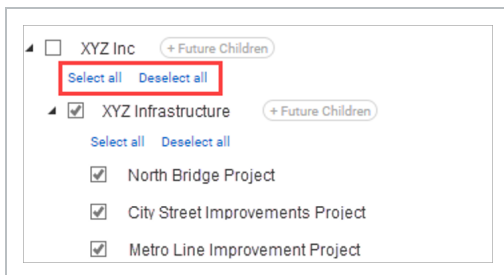 XYZ Inc (+ Future Children)
Select all Deselect all
XYZ Infrastructure (+ Future Children)
Select all Deselect all
North Bridge Project
City Street Improvements Project
Metro Line Improvement Project